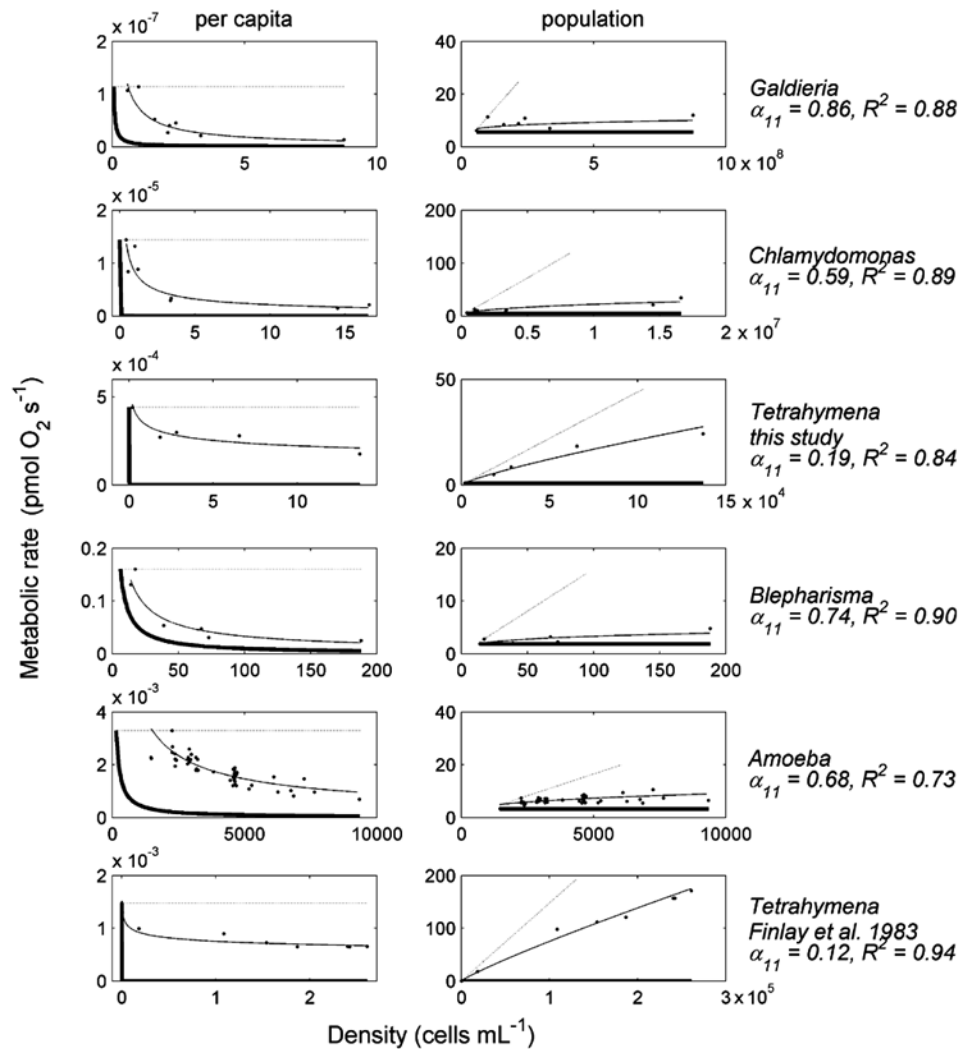 per capita
population
× 10⁻⁷
2
1
0
0 5 10
40
20
0
0 5 10 × 10⁸
Galdieria
α₁₁ = 0.86, R² = 0.88
× 10⁻⁵
2
1
0
0 5 10 15
200
100
0
0 0.5 1 1.5 2 × 10⁷
Chlamydomonas
α₁₁ = 0.59, R² = 0.89
× 10⁻⁴
5
0
0 5 10
50
0
0 5 10 15 × 10⁴
Tetrahymena
this study
α₁₁ = 0.19, R² = 0.84
0.2
0.1
0
0 50 100 150 200
20
10
0
0 50 100 150 200
Blepharisma
α₁₁ = 0.74, R² = 0.90
× 10⁻³
4
2
0
0 5000 10000
40
20
0
0 5000 10000
Amoeba
α₁₁ = 0.68, R² = 0.73
× 10⁻³
2
1
0
0 1 2
200
100
0
0 1 2 3 × 10⁵
Tetrahymena
Finlay et al. 1983
α₁₁ = 0.12, R² = 0.94
Metabolic rate (pmol O₂ s⁻¹)
Density (cells mL⁻¹)